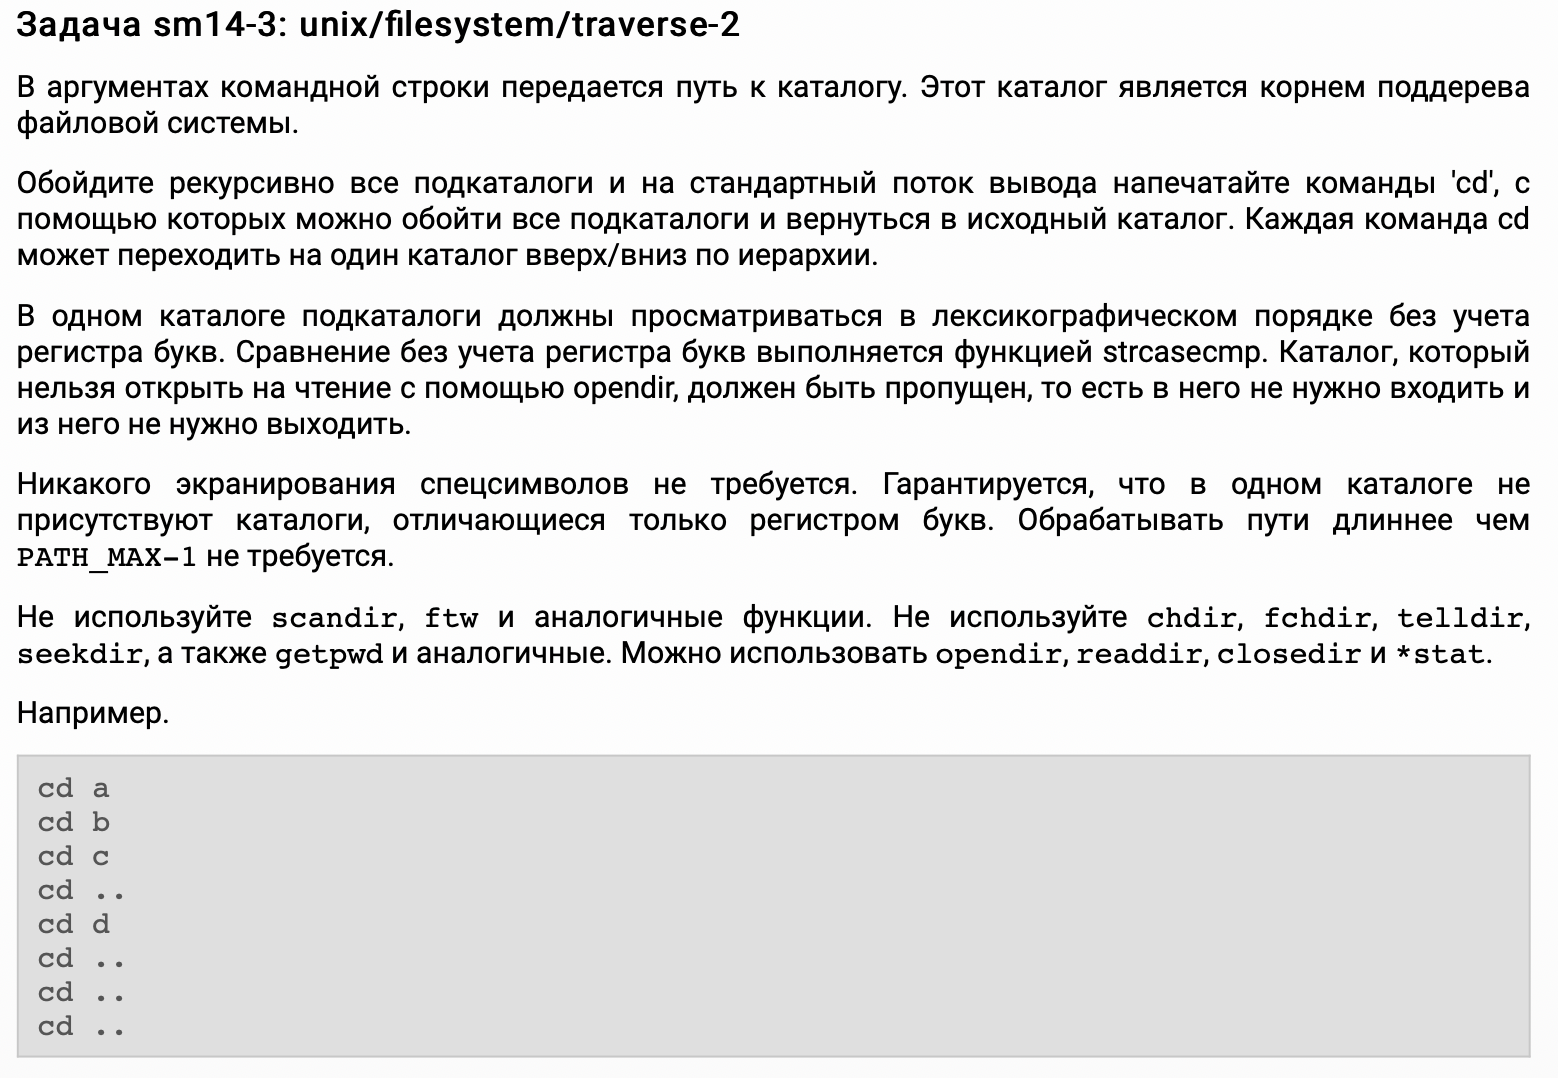 Задача sm14-3: unix/filesystem/traverse-2
В аргументах командной строки передается путь к каталогу. Этот каталог является корнем поддерева
файловой системы.
Обойдите рекурсивно все подкаталоги и на стандартный поток вывода напечатайте команды 'cd', с
помощью которых можно обойти все подкаталоги и вернуться в исходный каталог. Каждая команда cd
может переходить на один каталог вверх/вниз по иерархии.
В одном каталоге подкаталоги должны просматриваться в лексикографическом порядке без учета
регистра букв. Сравнение без учета регистра букв выполняется функцией strcasecmp. Каталог, который
нельзя открыть на чтение с помощью opendir, должен быть пропущен, то есть в него не нужно входить и
из него не нужно выходить.
Никакого экранирования спецсимволов не требуется. Гарантируется, что в одном каталоге не
присутствуют каталоги, отличающиеся только регистром букв. Обрабатывать пути длиннее чем
PATH_MAX-1 не требуется.
Не используйте scandir, ftw и аналогичные функции. Не используйте chdir, fchdir, telldir,
seekdir, а также getpwd и аналогичные. Можно использовать opendir, readdir, closedir и *stat.
Например.
cd a
cd b
cd c
cd ..
cd d
cd ..
cd ..
cd ..